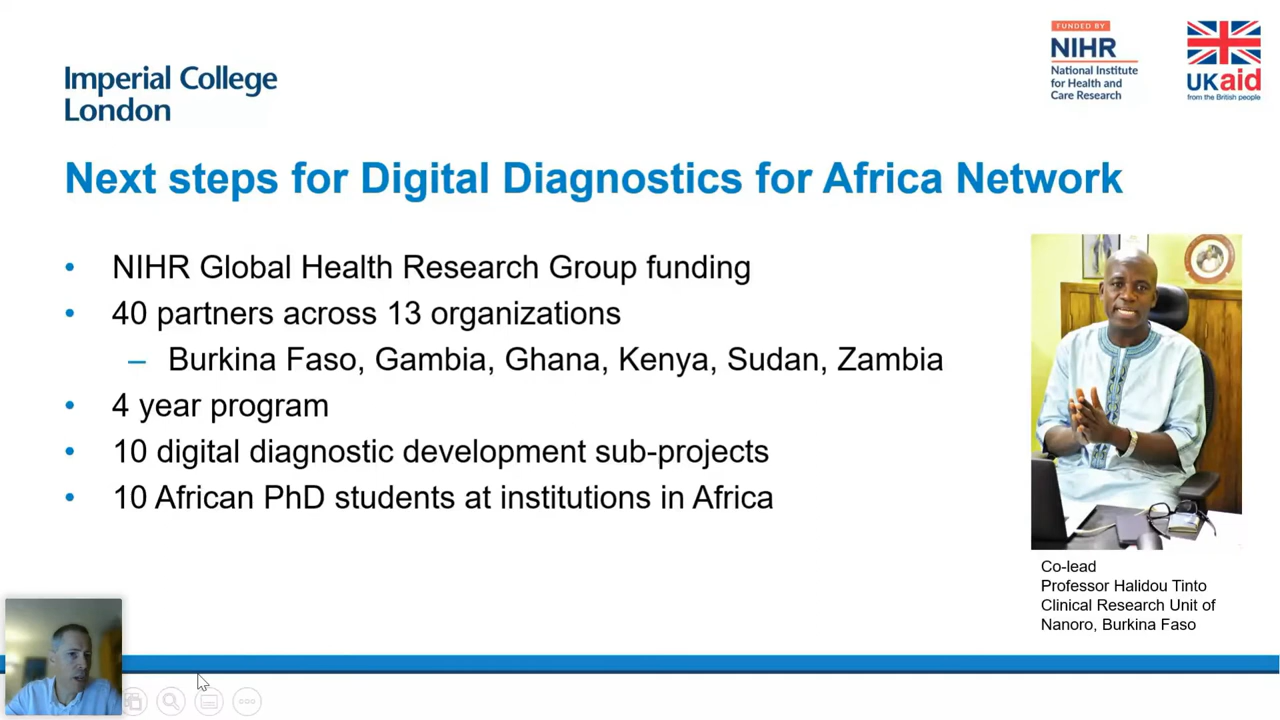 FUNDED BY
NIHR
National Institute
for Health and
Care Research
UKaid
from the British people
Imperial College
London
Next steps for Digital Diagnostics for Africa Network
• NIHR Global Health Research Group funding
• 40 partners across 13 organizations
– Burkina Faso, Gambia, Ghana, Kenya, Sudan, Zambia
• 4 year program
• 10 digital diagnostic development sub-projects
• 10 African PhD students at institutions in Africa
Co-lead
Professor Halidou Tinto
Clinical Research Unit of
Nanoro, Burkina Faso